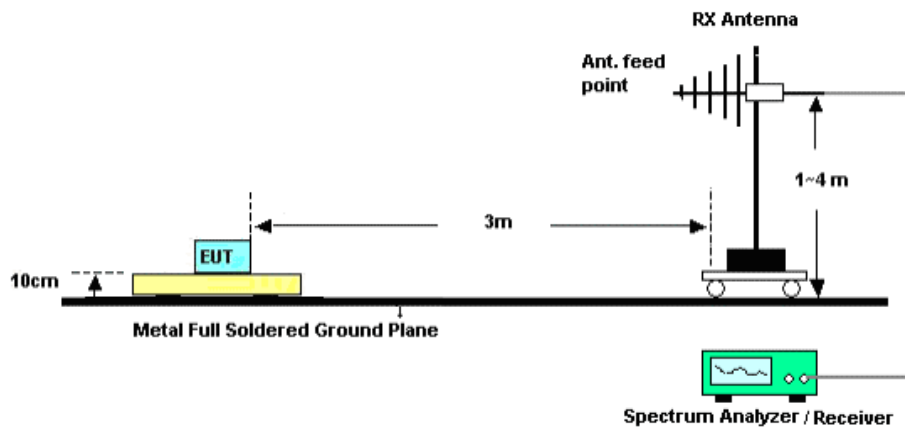 RX Antenna
Ant. feed
point
1~4 m
3m
EUT
10cm
Metal Full Soldered Ground Plane
Spectrum Analyzer / Receiver